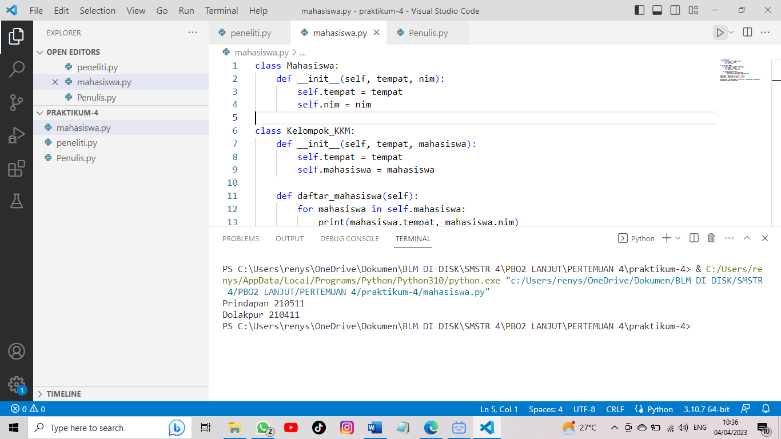 File Edit Selection View Go Run Terminal Help
mahasiswa.py - praktikum-4 - Visual Studio Code
EXPLORER
OPEN EDITORS
peneliti.py
mahasiswa.py
Penulis.py
PRAKTIKUM-4
mahasiswa.py
peneliti.py
Penulis.py
TIMELINE
peneliti.py mahasiswa.py Penulis.py
mahasiswa.py > ...
1 class Mahasiswa:
2 def __init__(self, tempat, nim):
3 self.tempat = tempat
4 self.nim = nim
5
6 class Kelompok_KKM:
7 def __init__(self, tempat, mahasiswa):
8 self.tempat = tempat
9 self.mahasiswa = mahasiswa
10
11 def daftar_mahasiswa(self):
12 for mahasiswa in self.mahasiswa:
13 print(mahasiswa.tempat, mahasiswa.nim)
PROBLEMS OUTPUT DEBUG CONSOLE TERMINAL
Python
PS C:\Users\renys\OneDrive\Dokumen\BLM DI DISK\SMSTR 4\PBO2 LANJUT\PERTEMUAN 4\praktikum-4> & C:/Users/re
nys/AppData/Local/Programs/Python/Python310/python.exe "c:/Users/renys/OneDrive/Dokumen/BLM DI DISK/SMSTR
4/PBO2 LANJUT/PERTEMUAN 4/praktikum-4/mahasiswa.py"
Prindapan 210511
Dolakpur 210411
PS C:\Users\renys\OneDrive\Dokumen\BLM DI DISK\SMSTR 4\PBO2 LANJUT\PERTEMUAN 4\praktikum-4>
1
0 0
Ln 5, Col 1 Spaces: 4 UTF-8 CRLF Python 3.10.7 64-bit
Type here to search
2
27°C
ENG
10:36
04/04/2023
10